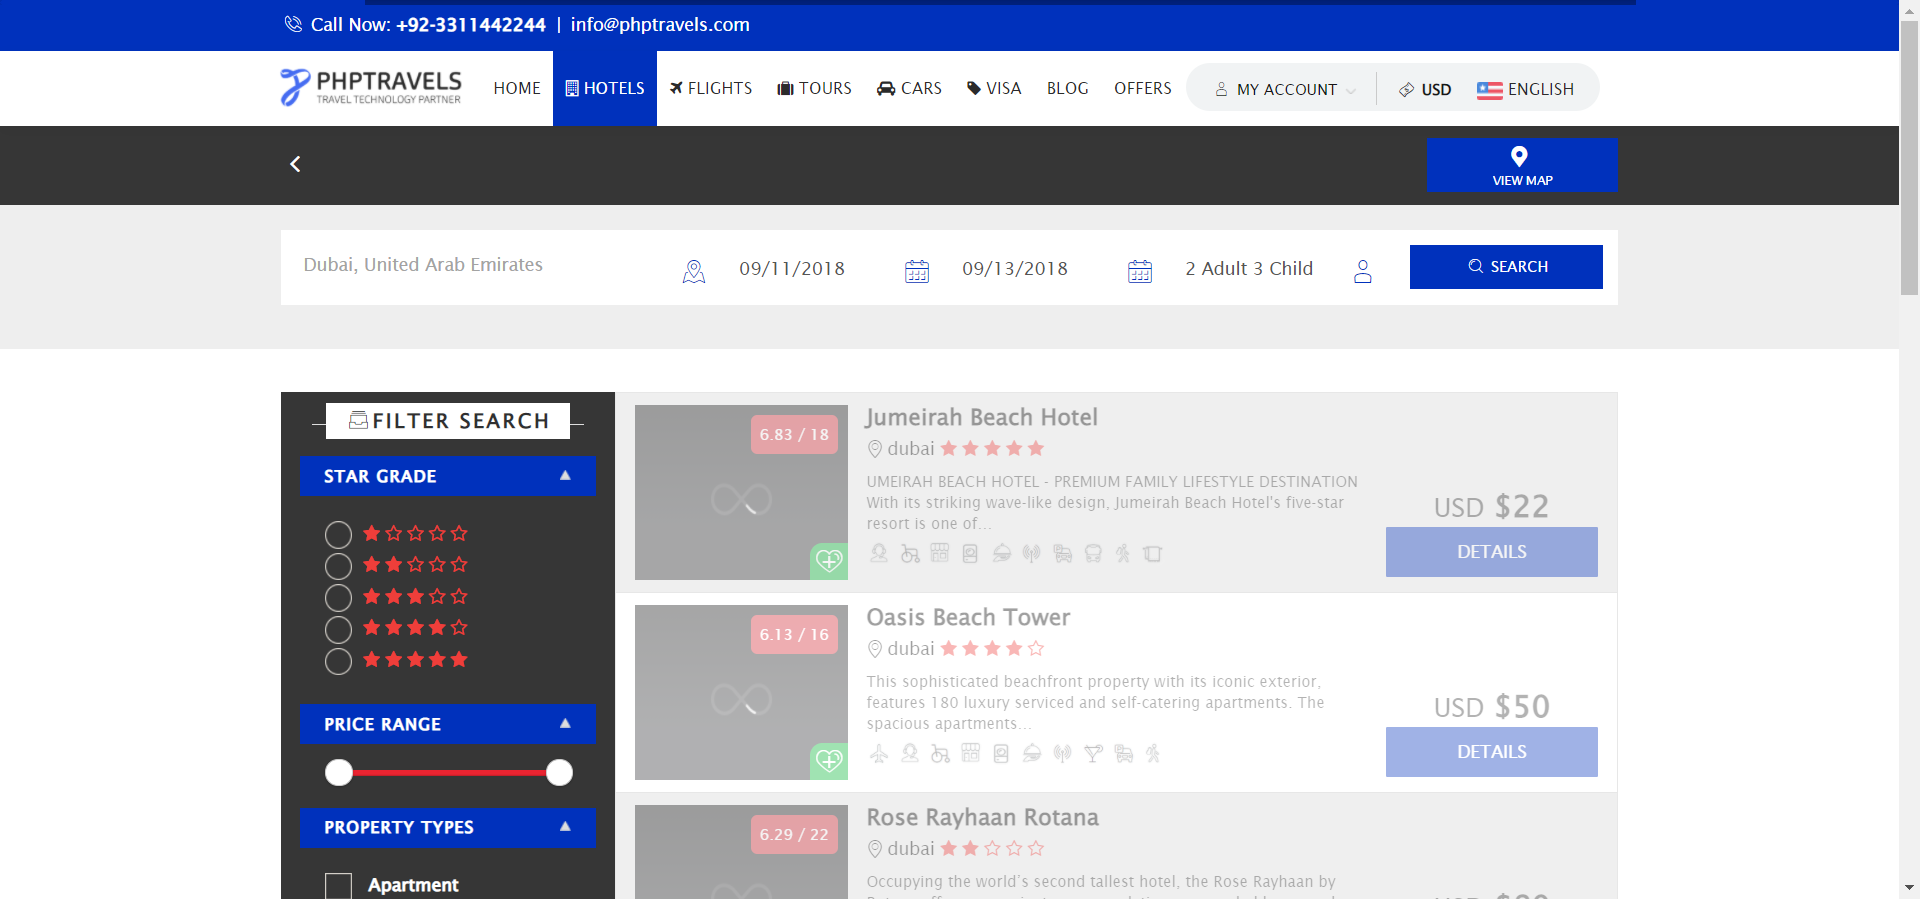 Call Now: +92-3311442244 | info@phptravels.com
PHPTRAVELS
TRAVEL TECHNOLOGY PARTNER
HOME HOTELS FLIGHTS TOURS CARS VISA BLOG OFFERS MY ACCOUNT USD ENGLISH
VIEW MAP
Dubai, United Arab Emirates 09/11/2018 09/13/2018 2 Adult 3 Child SEARCH
FILTER SEARCH
STAR GRADE
PRICE RANGE
PROPERTY TYPES
Apartment
6.83 / 18
Jumeirah Beach Hotel
dubai
UMEIRAH BEACH HOTEL - PREMIUM FAMILY LIFESTYLE DESTINATION
With its striking wave-like design, Jumeirah Beach Hotel's five-star
resort is one of...
USD $22
DETAILS
6.13 / 16
Oasis Beach Tower
dubai
This sophisticated beachfront property with its iconic exterior,
features 180 luxury serviced and self-catering apartments. The
spacious apartments...
USD $50
DETAILS
6.29 / 22
Rose Rayhaan Rotana
dubai
Occupying the world's second tallest hotel, the Rose Rayhaan by